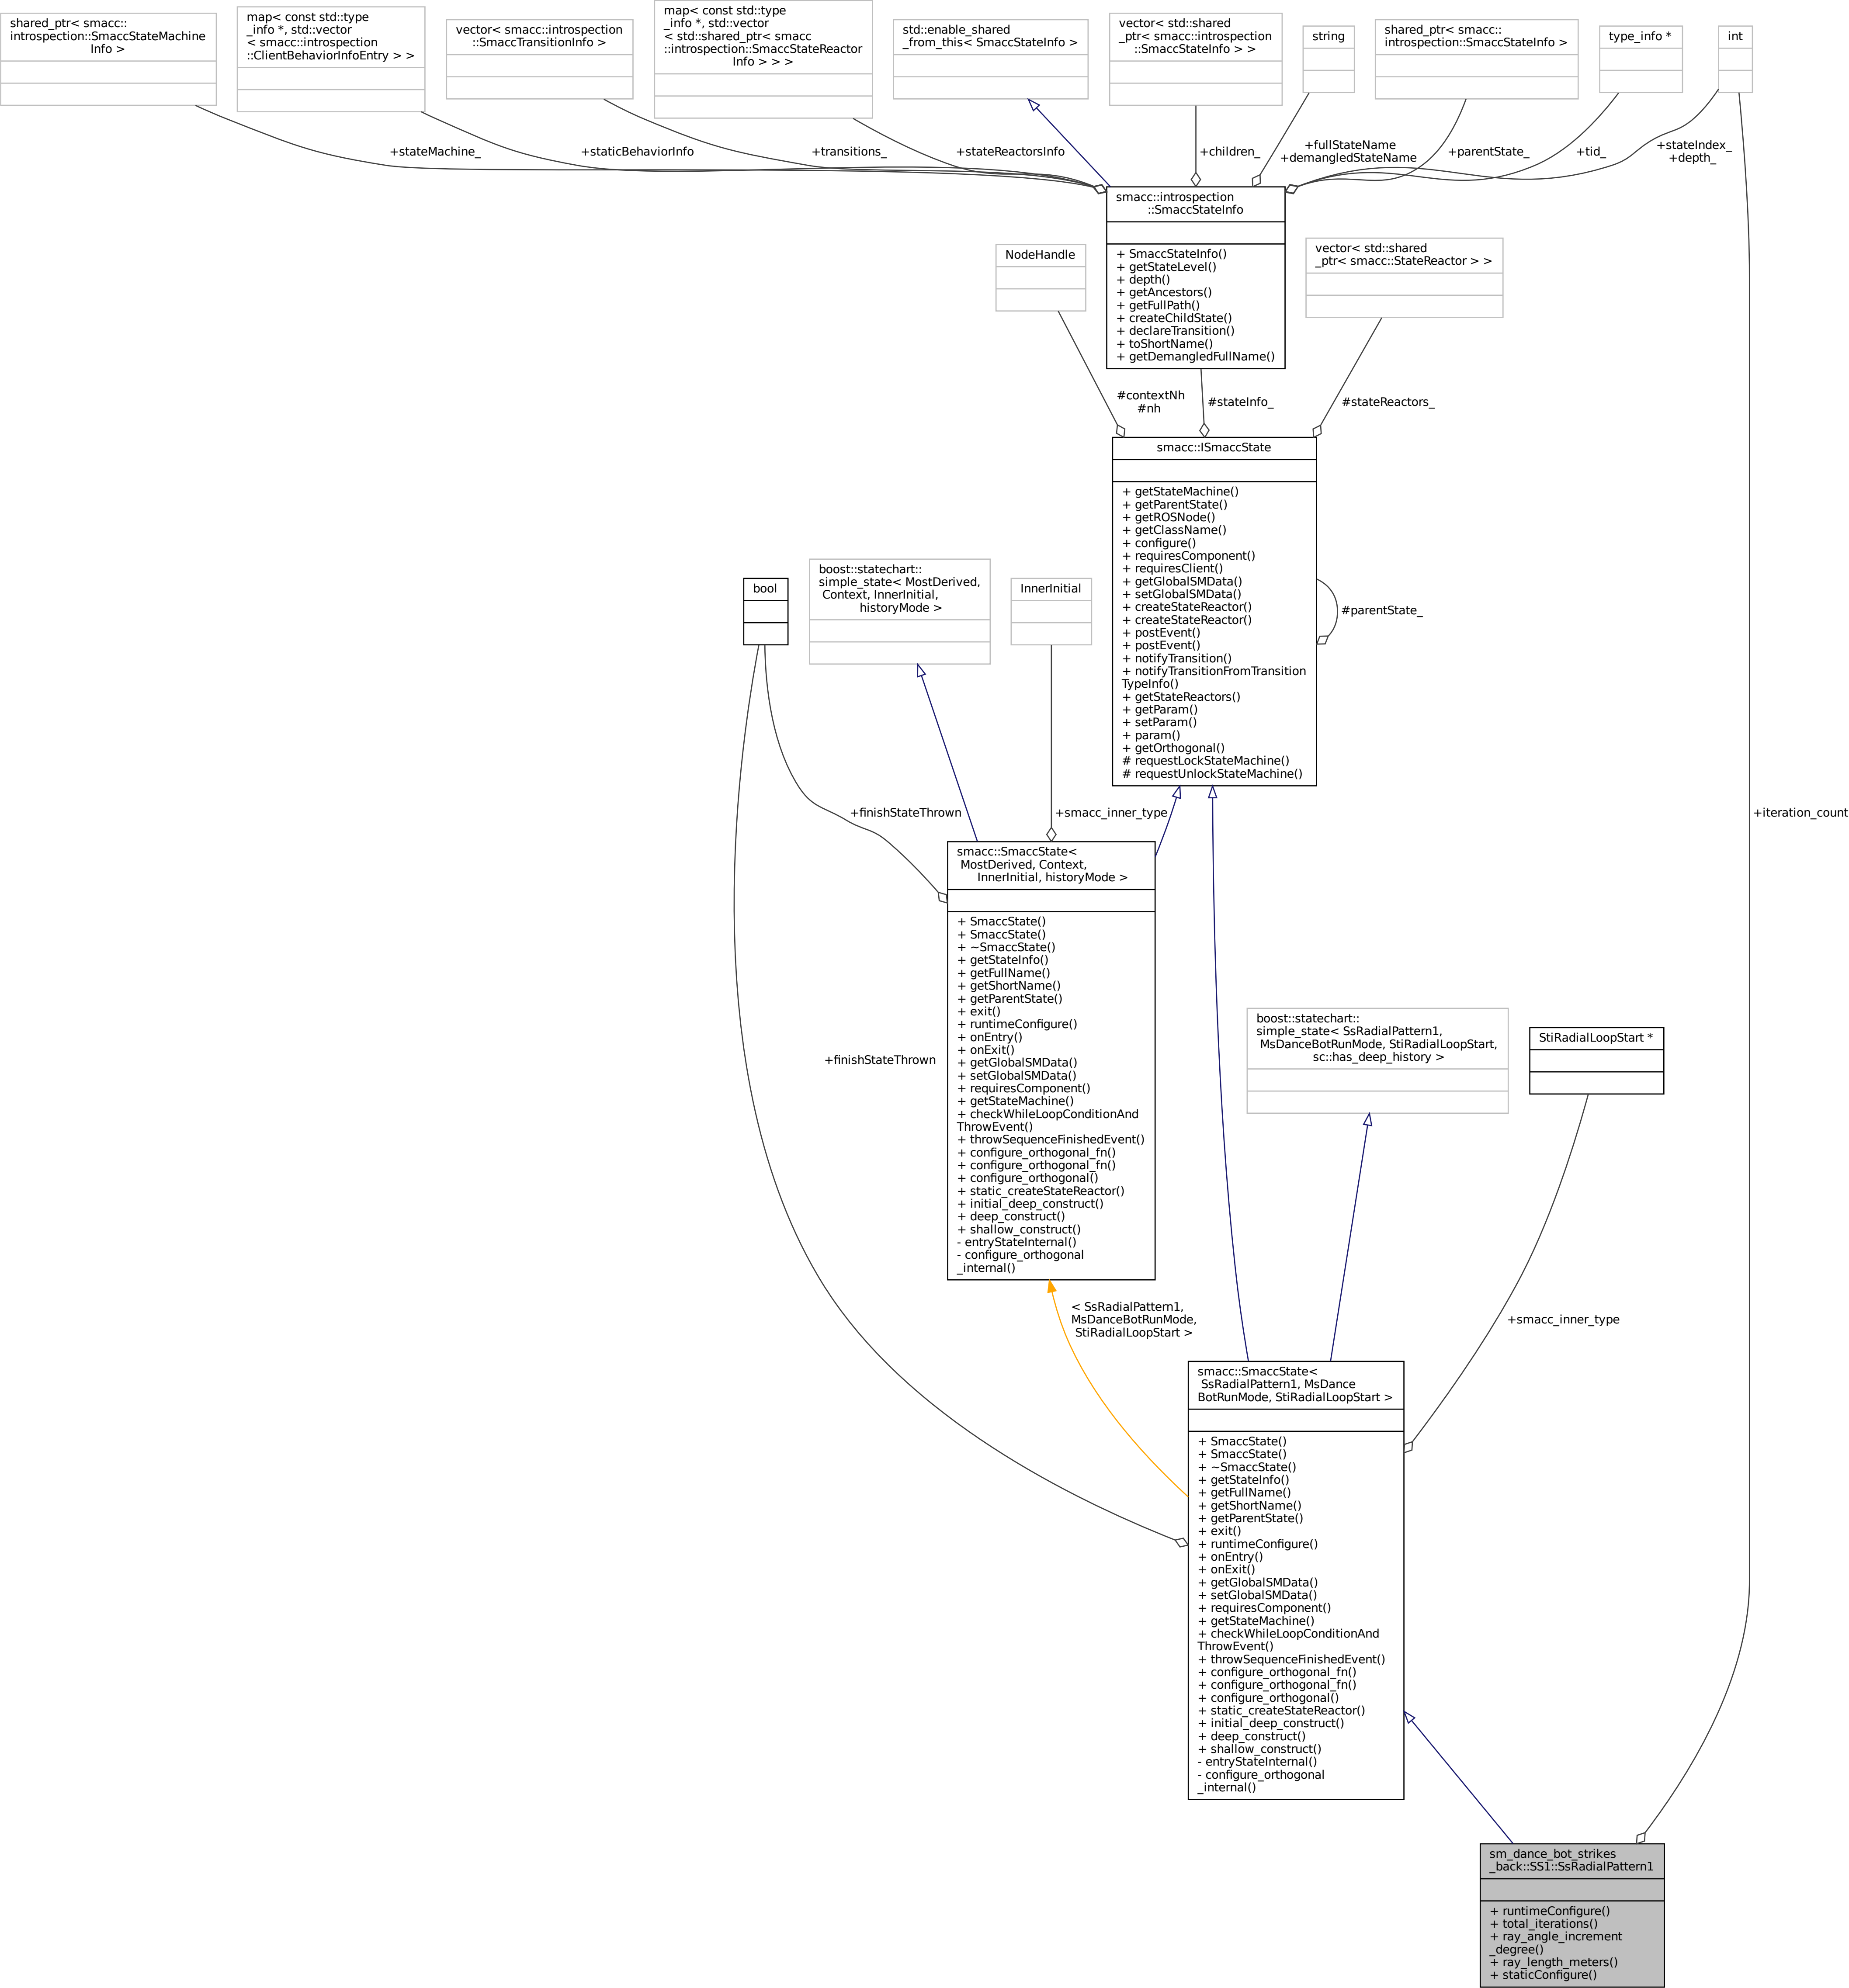 shared_ptr< smacc::
introspection::SmaccStateMachine
Info >
map< const std::type
_info *, std::vector
< smacc::introspection
::ClientBehaviorInfoEntry > >
vector< smacc::introspection
::SmaccTransitionInfo >
map< const std::type
_info *, std::vector
< std::shared_ptr< smacc
::introspection::SmaccStateReactor
Info > > >
std::enable_shared
_from_this< SmaccStateInfo >
vector< std::shared
_ptr< smacc::introspection
::SmaccStateInfo > >
string
shared_ptr< smacc::
introspection::SmaccStateInfo >
type_info *
int
+stateMachine_
+staticBehaviorInfo
+transitions_
+stateReactorsInfo
+children_
+fullStateName
+demangledStateName
+parentState_
+tid_
+stateIndex_
+depth_
smacc::introspection
::SmaccStateInfo
+ SmaccStateInfo()
+ getStateLevel()
+ depth()
+ getAncestors()
+ getFullPath()
+ createChildState()
+ declareTransition()
+ toShortName()
+ getDemangledFullName()
NodeHandle
vector< std::shared
_ptr< smacc::StateReactor > >
#contextNh
#nh
#stateInfo_
#stateReactors_
smacc::ISmaccState
+ getStateMachine()
+ getParentState()
+ getROSNode()
+ getClassName()
+ configure()
+ requiresComponent()
+ requiresClient()
+ getGlobalSMData()
+ setGlobalSMData()
+ createStateReactor()
+ createStateReactor()
+ postEvent()
+ postEvent()
+ notifyTransition()
+ notifyTransitionFromTransition
TypeInfo()
+ getStateReactors()
+ getParam()
+ setParam()
+ param()
+ getOrthogonal()
# requestLockStateMachine()
# requestUnlockStateMachine()
#parentState_
bool
boost::statechart::
simple_state< MostDerived,
Context, InnerInitial,
historyMode >
InnerInitial
+finishStateThrown
+smacc_inner_type
+iteration_count
smacc::SmaccState<
MostDerived, Context,
InnerInitial, historyMode >
+ SmaccState()
+ SmaccState()
+ ~SmaccState()
+ getStateInfo()
+ getFullName()
+ getShortName()
+ getParentState()
+ exit()
+ runtimeConfigure()
+ onEntry()
+ onExit()
+ getGlobalSMData()
+ setGlobalSMData()
+ requiresComponent()
+ getStateMachine()
+ checkWhileLoopConditionAnd
ThrowEvent()
+ throwSequenceFinishedEvent()
+ configure_orthogonal_fn()
+ configure_orthogonal_fn()
+ configure_orthogonal()
+ static_createStateReactor()
+ initial_deep_construct()
+ deep_construct()
+ shallow_construct()
- entryStateInternal()
- configure_orthogonal
_internal()
+finishStateThrown
boost::statechart::
simple_state< SsRadialPattern1,
MsDanceBotRunMode, StiRadialLoopStart,
sc::has_deep_history >
StiRadialLoopStart *
< SsRadialPattern1,
MsDanceBotRunMode,
StiRadialLoopStart >
+smacc_inner_type
smacc::SmaccState<
SsRadialPattern1, MsDance
BotRunMode, StiRadialLoopStart >
+ SmaccState()
+ SmaccState()
+ ~SmaccState()
+ getStateInfo()
+ getFullName()
+ getShortName()
+ getParentState()
+ exit()
+ runtimeConfigure()
+ onEntry()
+ onExit()
+ getGlobalSMData()
+ setGlobalSMData()
+ requiresComponent()
+ getStateMachine()
+ checkWhileLoopConditionAnd
ThrowEvent()
+ throwSequenceFinishedEvent()
+ configure_orthogonal_fn()
+ configure_orthogonal_fn()
+ configure_orthogonal()
+ static_createStateReactor()
+ initial_deep_construct()
+ deep_construct()
+ shallow_construct()
- entryStateInternal()
- configure_orthogonal
_internal()
sm_dance_bot_strikes
_back::SS1::SsRadialPattern1
+ runtimeConfigure()
+ total_iterations()
+ ray_angle_increment
_degree()
+ ray_length_meters()
+ staticConfigure()